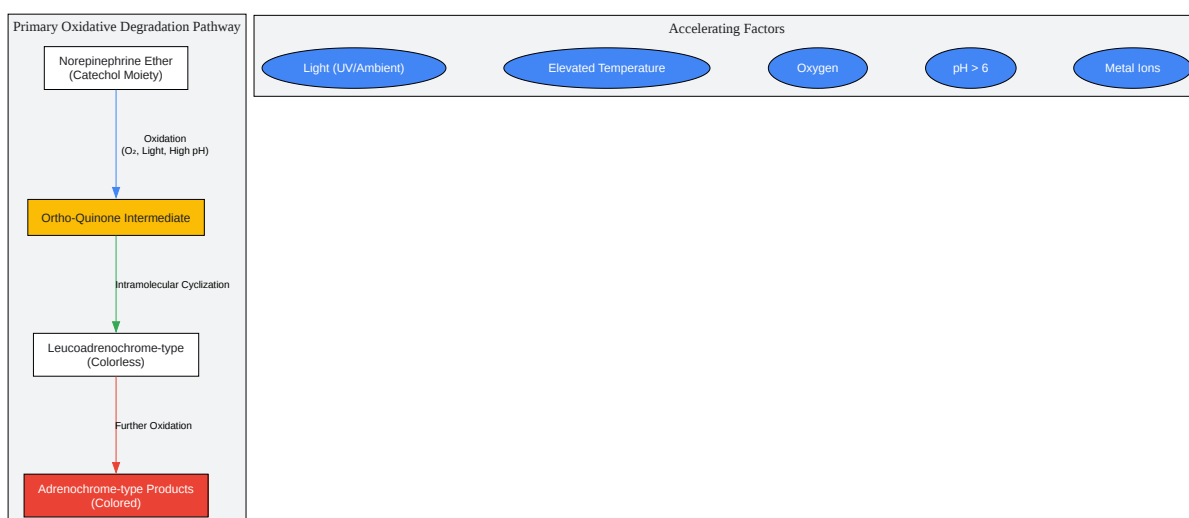 Primary Oxidative Degradation Pathway
Norepinephrine Ether
(Catechol Moiety)
Oxidation
(O₂, Light, High pH)
Ortho-Quinone Intermediate
Intramolecular Cyclization
Leucoadrenochrome-type
(Colorless)
Further Oxidation
Adrenochrome-type Products
(Colored)
Accelerating Factors
Light (UV/Ambient)
Elevated Temperature
Oxygen
pH > 6
Metal Ions